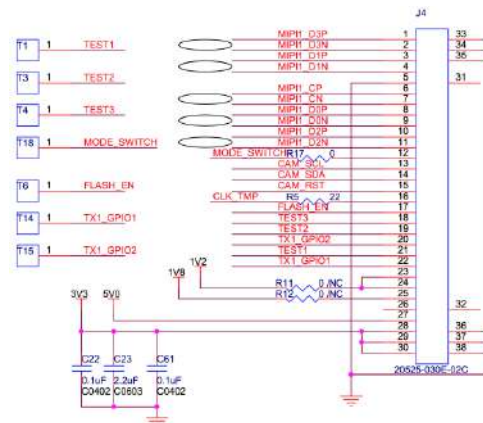 J4
MIPI1_D3P 1 33
MIPI1_D3N 2 34
T1 1 TEST1 MIPI1_D1P 3 35
MIPI1_D1N 4
5 31
T3 1 TEST2 MIPI1_CP 6
MIPI1_CN 7
T4 1 TEST3 MIPI1_D0P 8
MIPI1_D0N 9
MIPI1_D2P 10
T18 1 MODE_SWITCH MIPI1_D2N 11
MODE_SWITCH R17 0 12
CAM_SCL 13
CAM_SDA 14
T6 1 FLASH_EN CAM_RST 15
CLK_TMP R5 22 16
FLASH_EN 17
T14 1 TX1_GPIO1 TEST3 18
TEST2 19
TX1_GPIO2 20
T15 1 TX1_GPIO2 TEST1 21
TX1_GPIO1 22
1V2 23
1V8 R11 0 /NC 24
R12 0 /NC 25
3V3 5V0 26 32
27
28 36
29 37
30 38
C22 C23 C61 20525-030E-02C
0.1uF 2.2uF 0.1uF
C0402 C0603 C0402